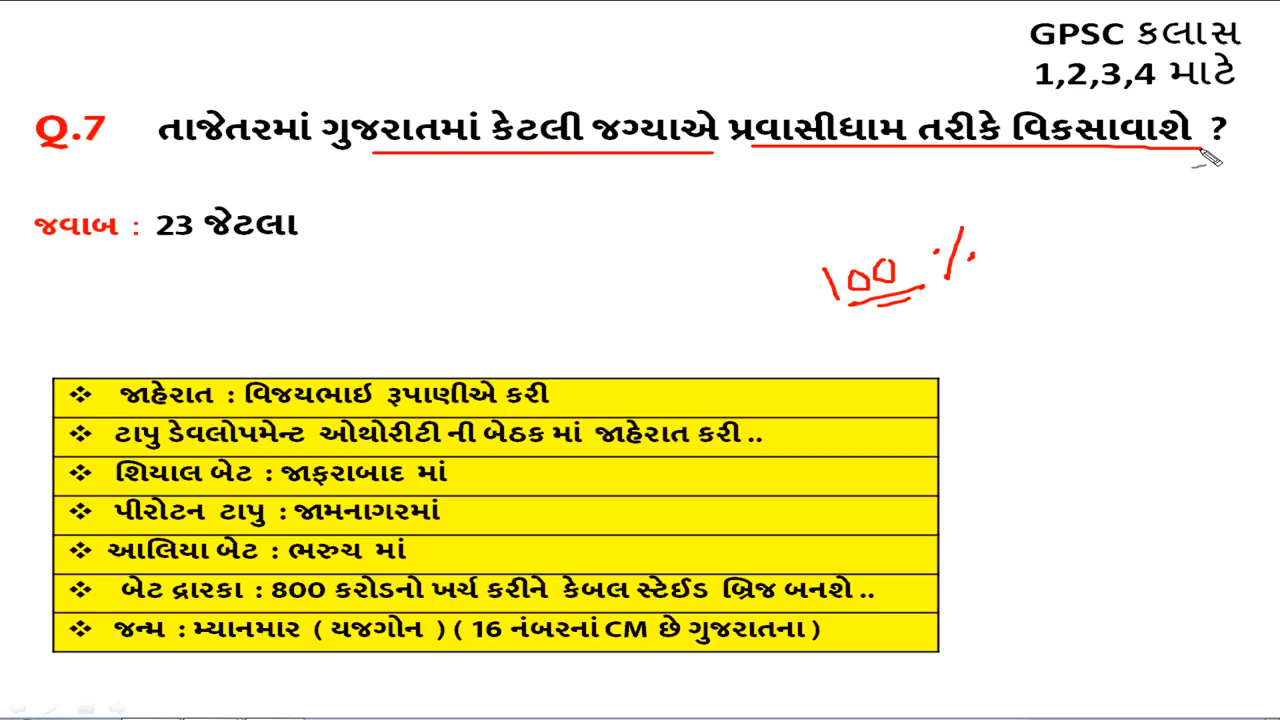 GPSC કલાસ
1,2,3,4 માટે
Q.7 તાજેતરમાં ગુજરાતમાં કેટલી જગ્યાએ પ્રવાસીધામ તરીકે વિકસાવાશે ?
જવાબ : 23 જેટલા
100 %
❖ જાહેરાત : વિજયભાઇ રૂપાણીએ કરી
❖ ટાપુ ડેવલોપમેન્ટ ઓથોરીટી ની બેઠક માં જાહેરાત કરી ..
❖ શિયાલ બેટ : જાફરાબાદ માં
❖ પીરોટન ટાપુ : જામનગરમાં
❖ આલિયા બેટ : ભરુચ માં
❖ બેટ દ્રારકા : 800 કરોડનો ખર્ચ કરીને કેબલ સ્ટેઈડ બ્રિજ બનશે ..
❖ જન્મ : મ્યાનમાર ( યજગોન ) ( 16 નંબરનાં CM છે ગુજરાતના )